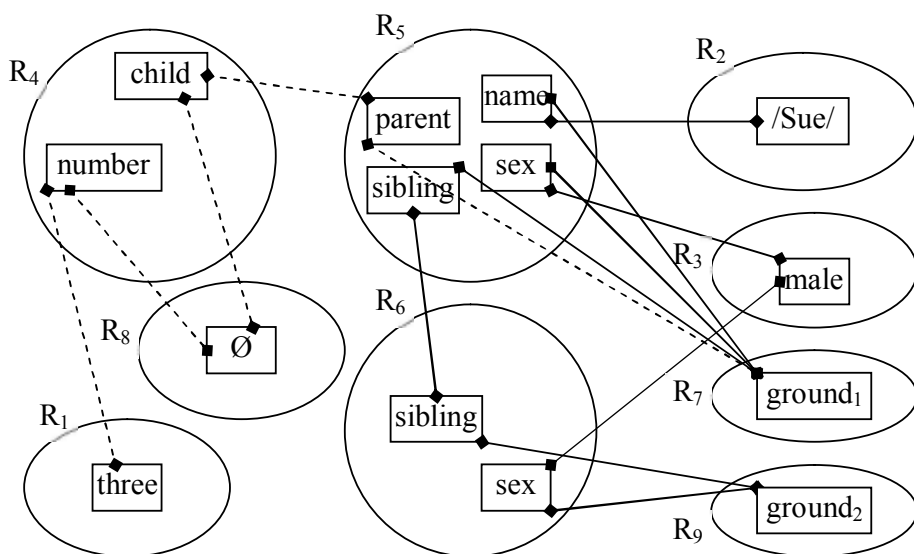 R₄
child
number
R₅
parent
name
sibling
sex
R₂
/Sue/
R₃
male
R₈
Ø
R₆
sibling
sex
R₇
ground₁
R₁
three
R₉
ground₂